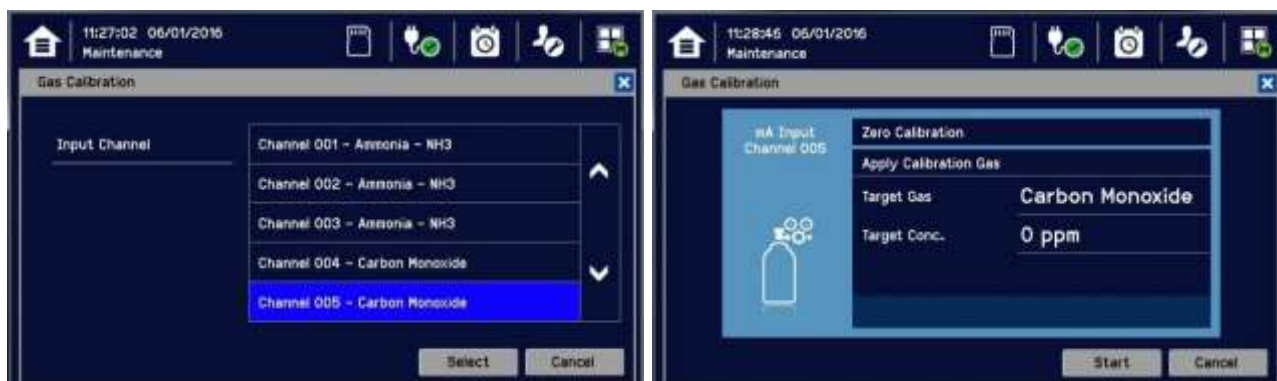 11:27:02 06/01/2016
Maintenance
Gas Calibration
Input Channel
Channel 001 - Ammonia - NH3
Channel 002 - Ammonia - NH3
Channel 003 - Ammonia - NH3
Channel 004 - Carbon Monoxide
Channel 005 - Carbon Monoxide
Select
Cancel
11:28:46 06/01/2016
Maintenance
Gas Calibration
mA Input
Channel 005
Zero Calibration
Apply Calibration Gas
Target Gas
Carbon Monoxide
Target Conc.
0 ppm
Start
Cancel